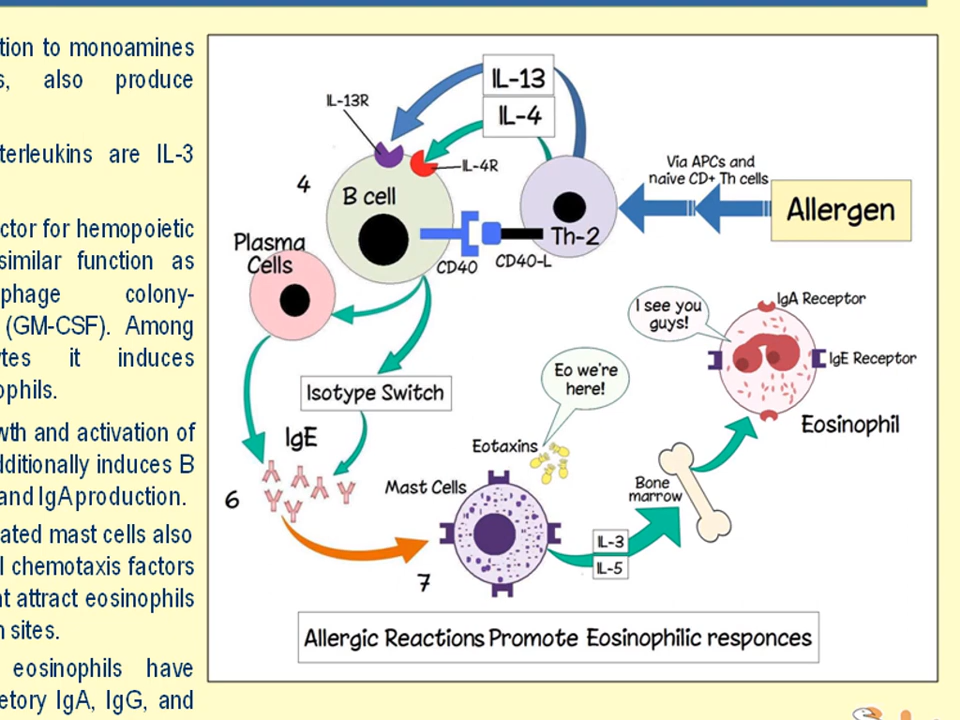 tion to monoamines
s, also produce
terleukins are IL-3
ctor for hemopoietic
similar function as
phage colony-
(GM-CSF). Among
tes it induces
ophils.
wth and activation of
dditionally induces B
and IgA production.
ated mast cells also
l chemotaxis factors
at attract eosinophils
n sites.
eosinophils have
etory IgA, IgG, and
IL-13
IL-4
IL-13R
IL-4R
4
B cell
Via APCs and
naive CD+ Th cells
Allergen
Th-2
CD40
CD40-L
Plasma
Cells
Isotype Switch
IgE
6
Mast Cells
7
Eotaxins
Eo we're
here!
IL-3
IL-5
Bone
marrow
I see you
guys!
IgA Receptor
IgE Receptor
Eosinophil
Allergic Reactions Promote Eosinophilic responces